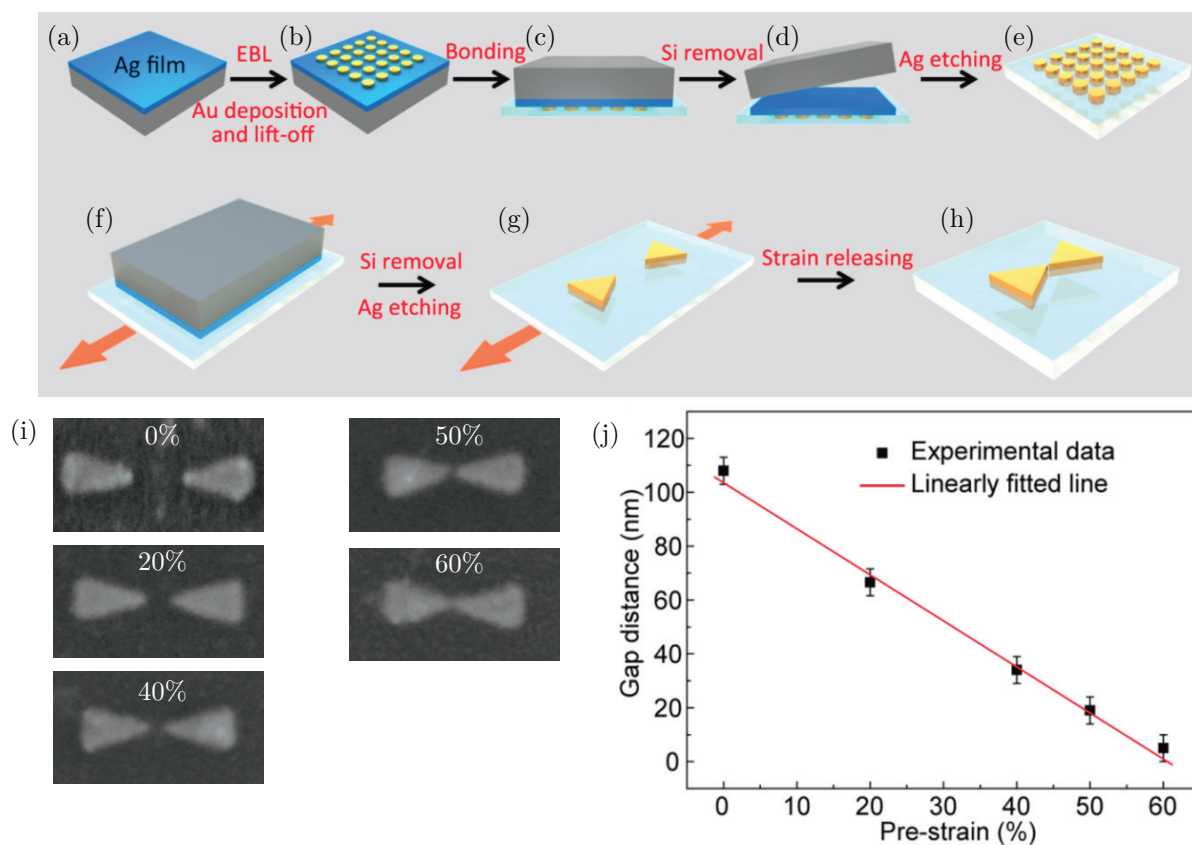 (a)
Ag film
EBL
Au deposition
and lift-off
(b)
Bonding
(c)
Si removal
(d)
Ag etching
(e)
(f)
Si removal
Ag etching
(g)
Strain releasing
(h)
(i)
0%
50%
20%
60%
40%
(j)
Experimental data
Linearly fitted line
Gap distance (nm)
120
100
80
60
40
20
0
0 10 20 30 40 50 60
Pre-strain (%)